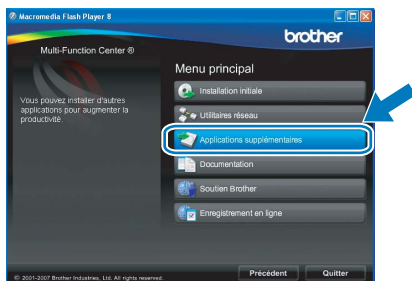 Macromedia Flash Player 8
brother
Multi-Function Center ®
Menu principal
Vous pouvez installer d'autres
applications pour augmenter la
productivité.
Installation initiale
Utilitaires réseau
Applications supplémentaires
Documentation
Soutien Brother
Enregistrement en ligne
© 2001-2007 Brother Industries, Ltd. All rights reserved.
Précédent
Quitter